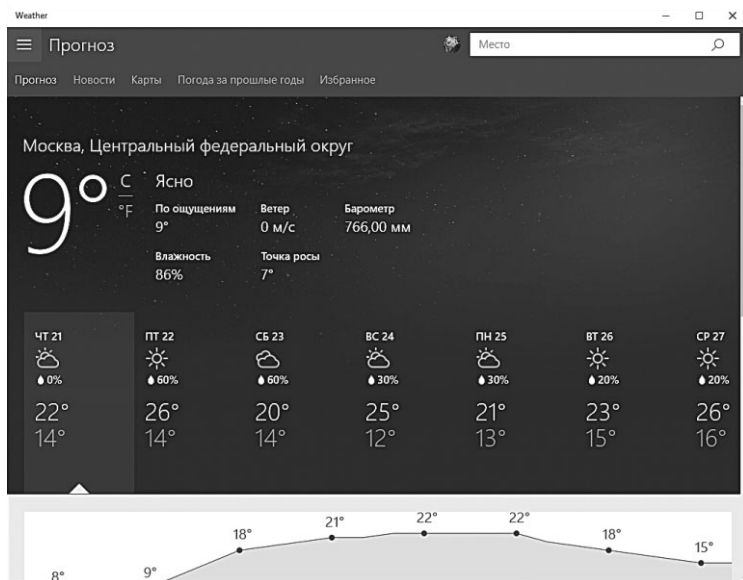 Weather
Прогноз
Место
Прогноз Новости Карты Погода за прошлые годы Избранное
Москва, Центральный федеральный округ
9° C °F Ясно
По ощущениям Ветер Барометр
9° 0 м/с 766,00 мм
Влажность Точка росы
86% 7°
ЧТ 21 ПТ 22 СБ 23 ВС 24 ПН 25 ВТ 26 СР 27
0% 60% 60% 30% 30% 20% 20%
22° 26° 20° 25° 21° 23° 26°
14° 14° 14° 12° 13° 15° 16°
8° 9° 18° 21° 22° 22° 18° 15°